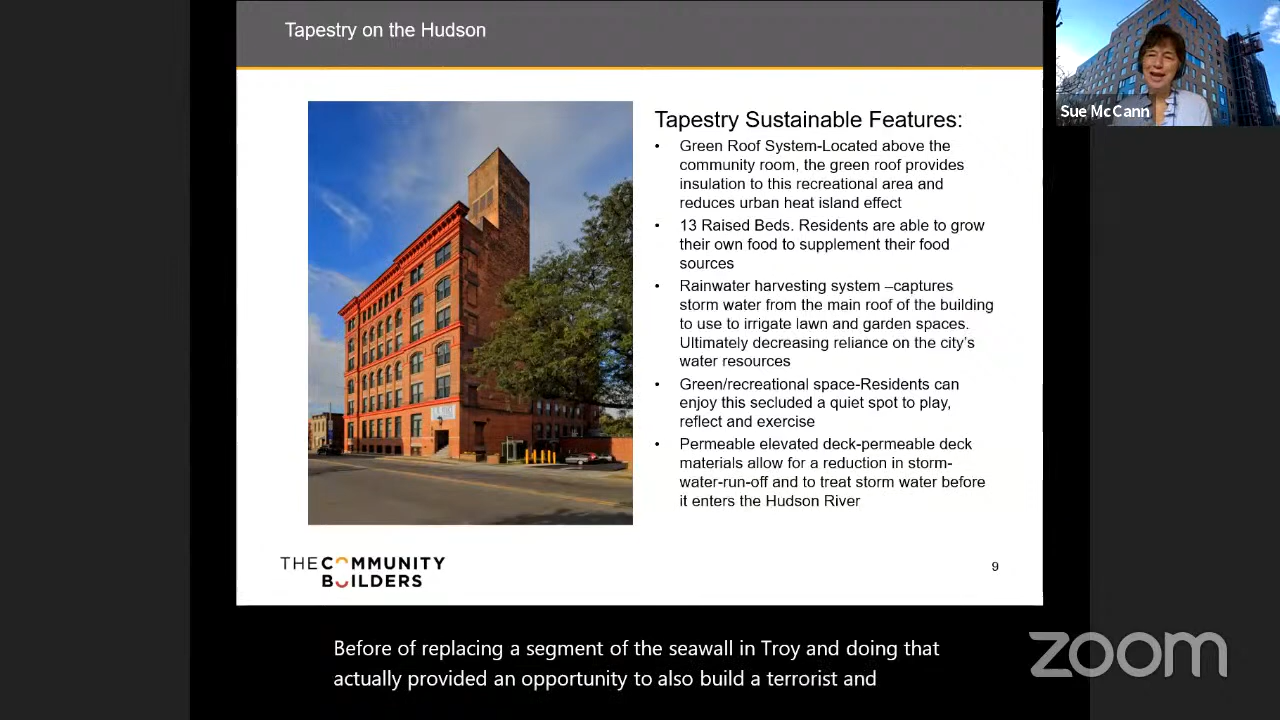 Tapestry on the Hudson
Sue McCann
Tapestry Sustainable Features:
• Green Roof System-Located above the
community room, the green roof provides
insulation to this recreational area and
reduces urban heat island effect
• 13 Raised Beds. Residents are able to grow
their own food to supplement their food
sources
• Rainwater harvesting system –captures
storm water from the main roof of the building
to use to irrigate lawn and garden spaces.
Ultimately decreasing reliance on the city's
water resources
• Green/recreational space-Residents can
enjoy this secluded a quiet spot to play,
reflect and exercise
• Permeable elevated deck-permeable deck
materials allow for a reduction in storm-
water-run-off and to treat storm water before
it enters the Hudson River
THE COMMUNITY
BUILDERS
9
Before of replacing a segment of the seawall in Troy and doing that
actually provided an opportunity to also build a terrorist and
zoom